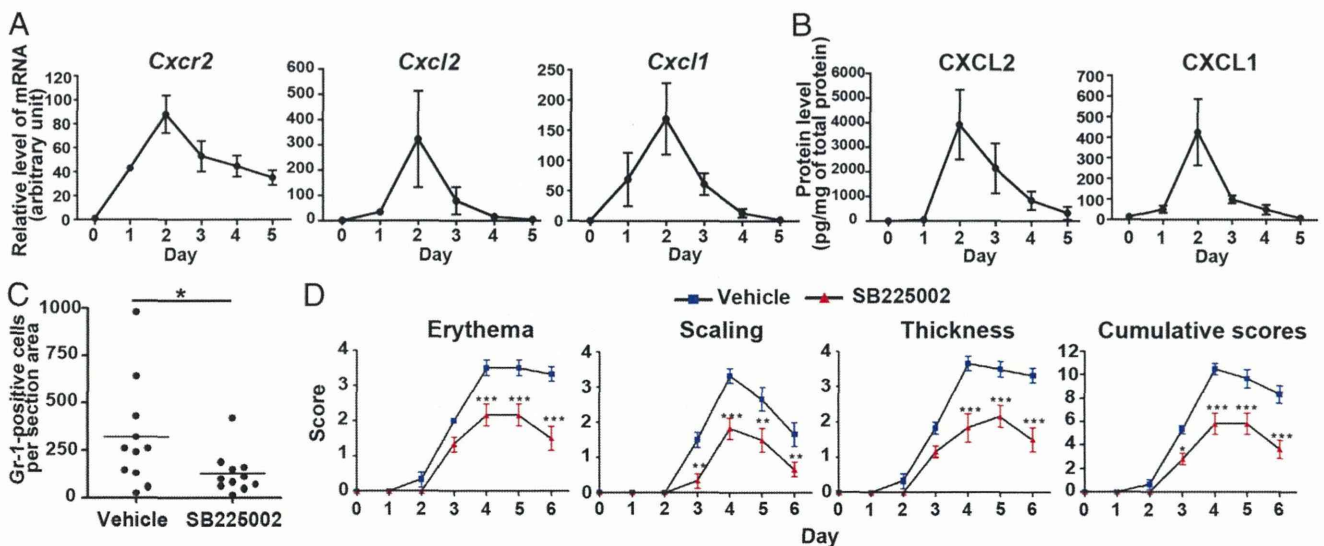 A
B
Cxcr2
Cxcl2
Cxcl1
CXCL2
CXCL1
Relative level of mRNA
(arbitrary unit)
120
100
80
60
40
20
0
0 1 2 3 4 5
Day
600
500
400
300
200
100
0
0 1 2 3 4 5
Day
250
200
150
100
50
0
0 1 2 3 4 5
Day
Protein level
(pg/mg of total protein)
6000
5000
4000
3000
2000
1000
0
0 1 2 3 4 5
Day
700
600
500
400
300
200
100
0
0 1 2 3 4 5
Day
C
*
Gr-1-positive cells
per section area
1000
750
500
250
0
Vehicle SB225002
D
Vehicle SB225002
Erythema
Scaling
Thickness
Cumulative scores
Score
4
3
2
1
0
*** *** ***
0 1 2 3 4 5 6
4
3
2
1
0
** *** ** **
0 1 2 3 4 5 6
4
3
2
1
0
*** *** ***
0 1 2 3 4 5 6
12
10
8
6
4
2
0
* *** *** ***
0 1 2 3 4 5 6
Day